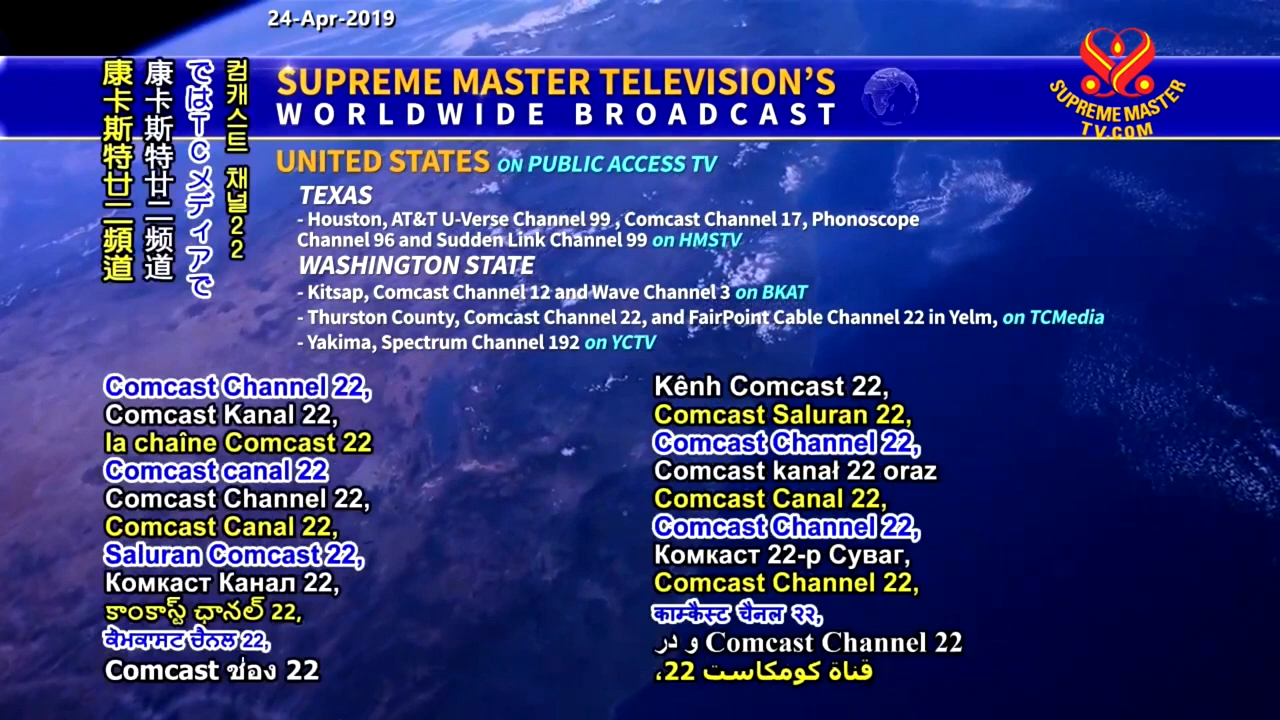 24-Apr-2019
康卡斯特廿二頻道
康卡斯特廿二频道
ではTCメディアで
컴캐스트 채널22
SUPREME MASTER TELEVISION'S
WORLDWIDE BROADCAST
SUPREME MASTER
TV.COM
UNITED STATES ON PUBLIC ACCESS TV
TEXAS
- Houston, AT&T U-Verse Channel 99 , Comcast Channel 17, Phonoscope
Channel 96 and Sudden Link Channel 99 on HMSTV
WASHINGTON STATE
- Kitsap, Comcast Channel 12 and Wave Channel 3 on BKAT
- Thurston County, Comcast Channel 22, and FairPoint Cable Channel 22 in Yelm, on TCMedia
- Yakima, Spectrum Channel 192 on YCTV
Comcast Channel 22,
Comcast Kanal 22,
la chaîne Comcast 22
Comcast canal 22
Comcast Channel 22,
Comcast Canal 22,
Saluran Comcast 22,
Комкаст Канал 22,
కాంకాస్ట్ ఛానల్ 22,
ਕੋਮਕਾਸਟ ਚੈਨਲ 22,
Comcast ช่อง 22
Kênh Comcast 22,
Comcast Saluran 22,
Comcast Channel 22,
Comcast kanał 22 oraz
Comcast Canal 22,
Comcast Channel 22,
Комкаст 22-р Суваг,
Comcast Channel 22,
काम्कैस्ट चैनल २२,
و در Comcast Channel 22
قناة كومكاست 22،